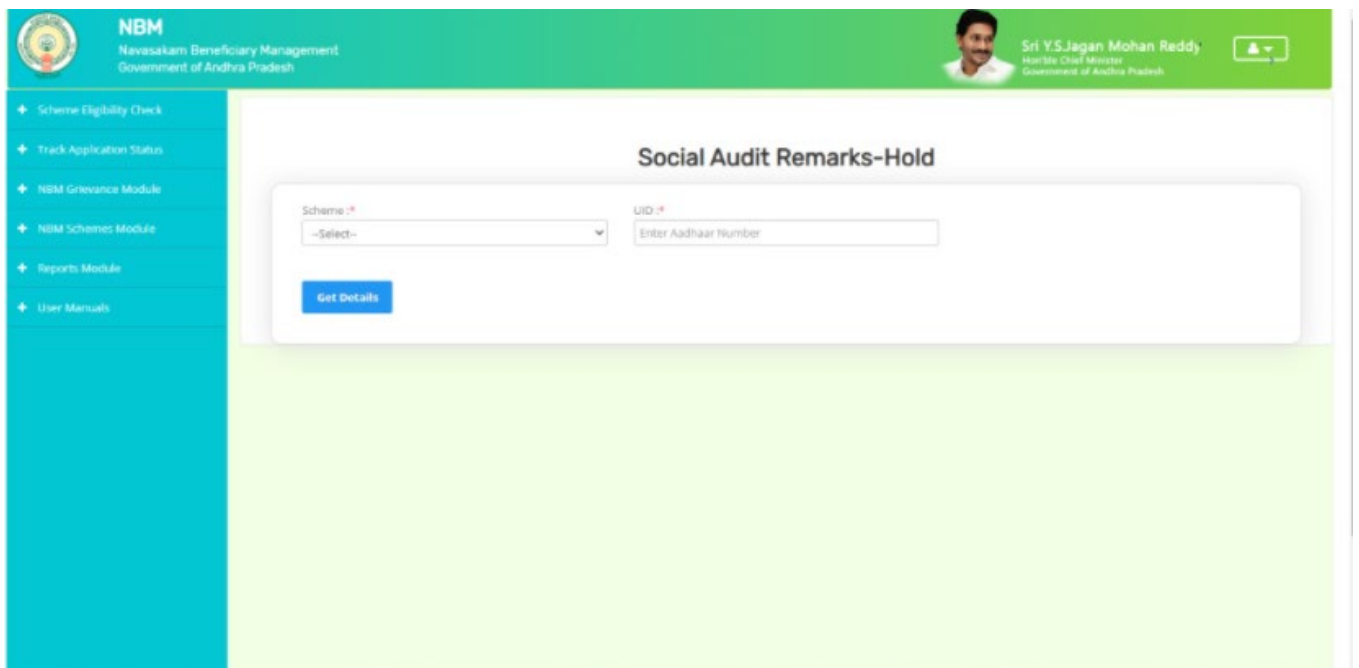 NBM
Navasakam Beneficiary Management
Government of Andhra Pradesh
Sri Y.S.Jagan Mohan Reddy
Hon'ble Chief Minister
Government of Andhra Pradesh
Scheme Eligibility Check
Track Application Status
NBM Grievance Module
NBM Schemes Module
Reports Module
User Manuals
Social Audit Remarks-Hold
Scheme :* UID :*
--Select-- Enter Aadhaar Number
Get Details